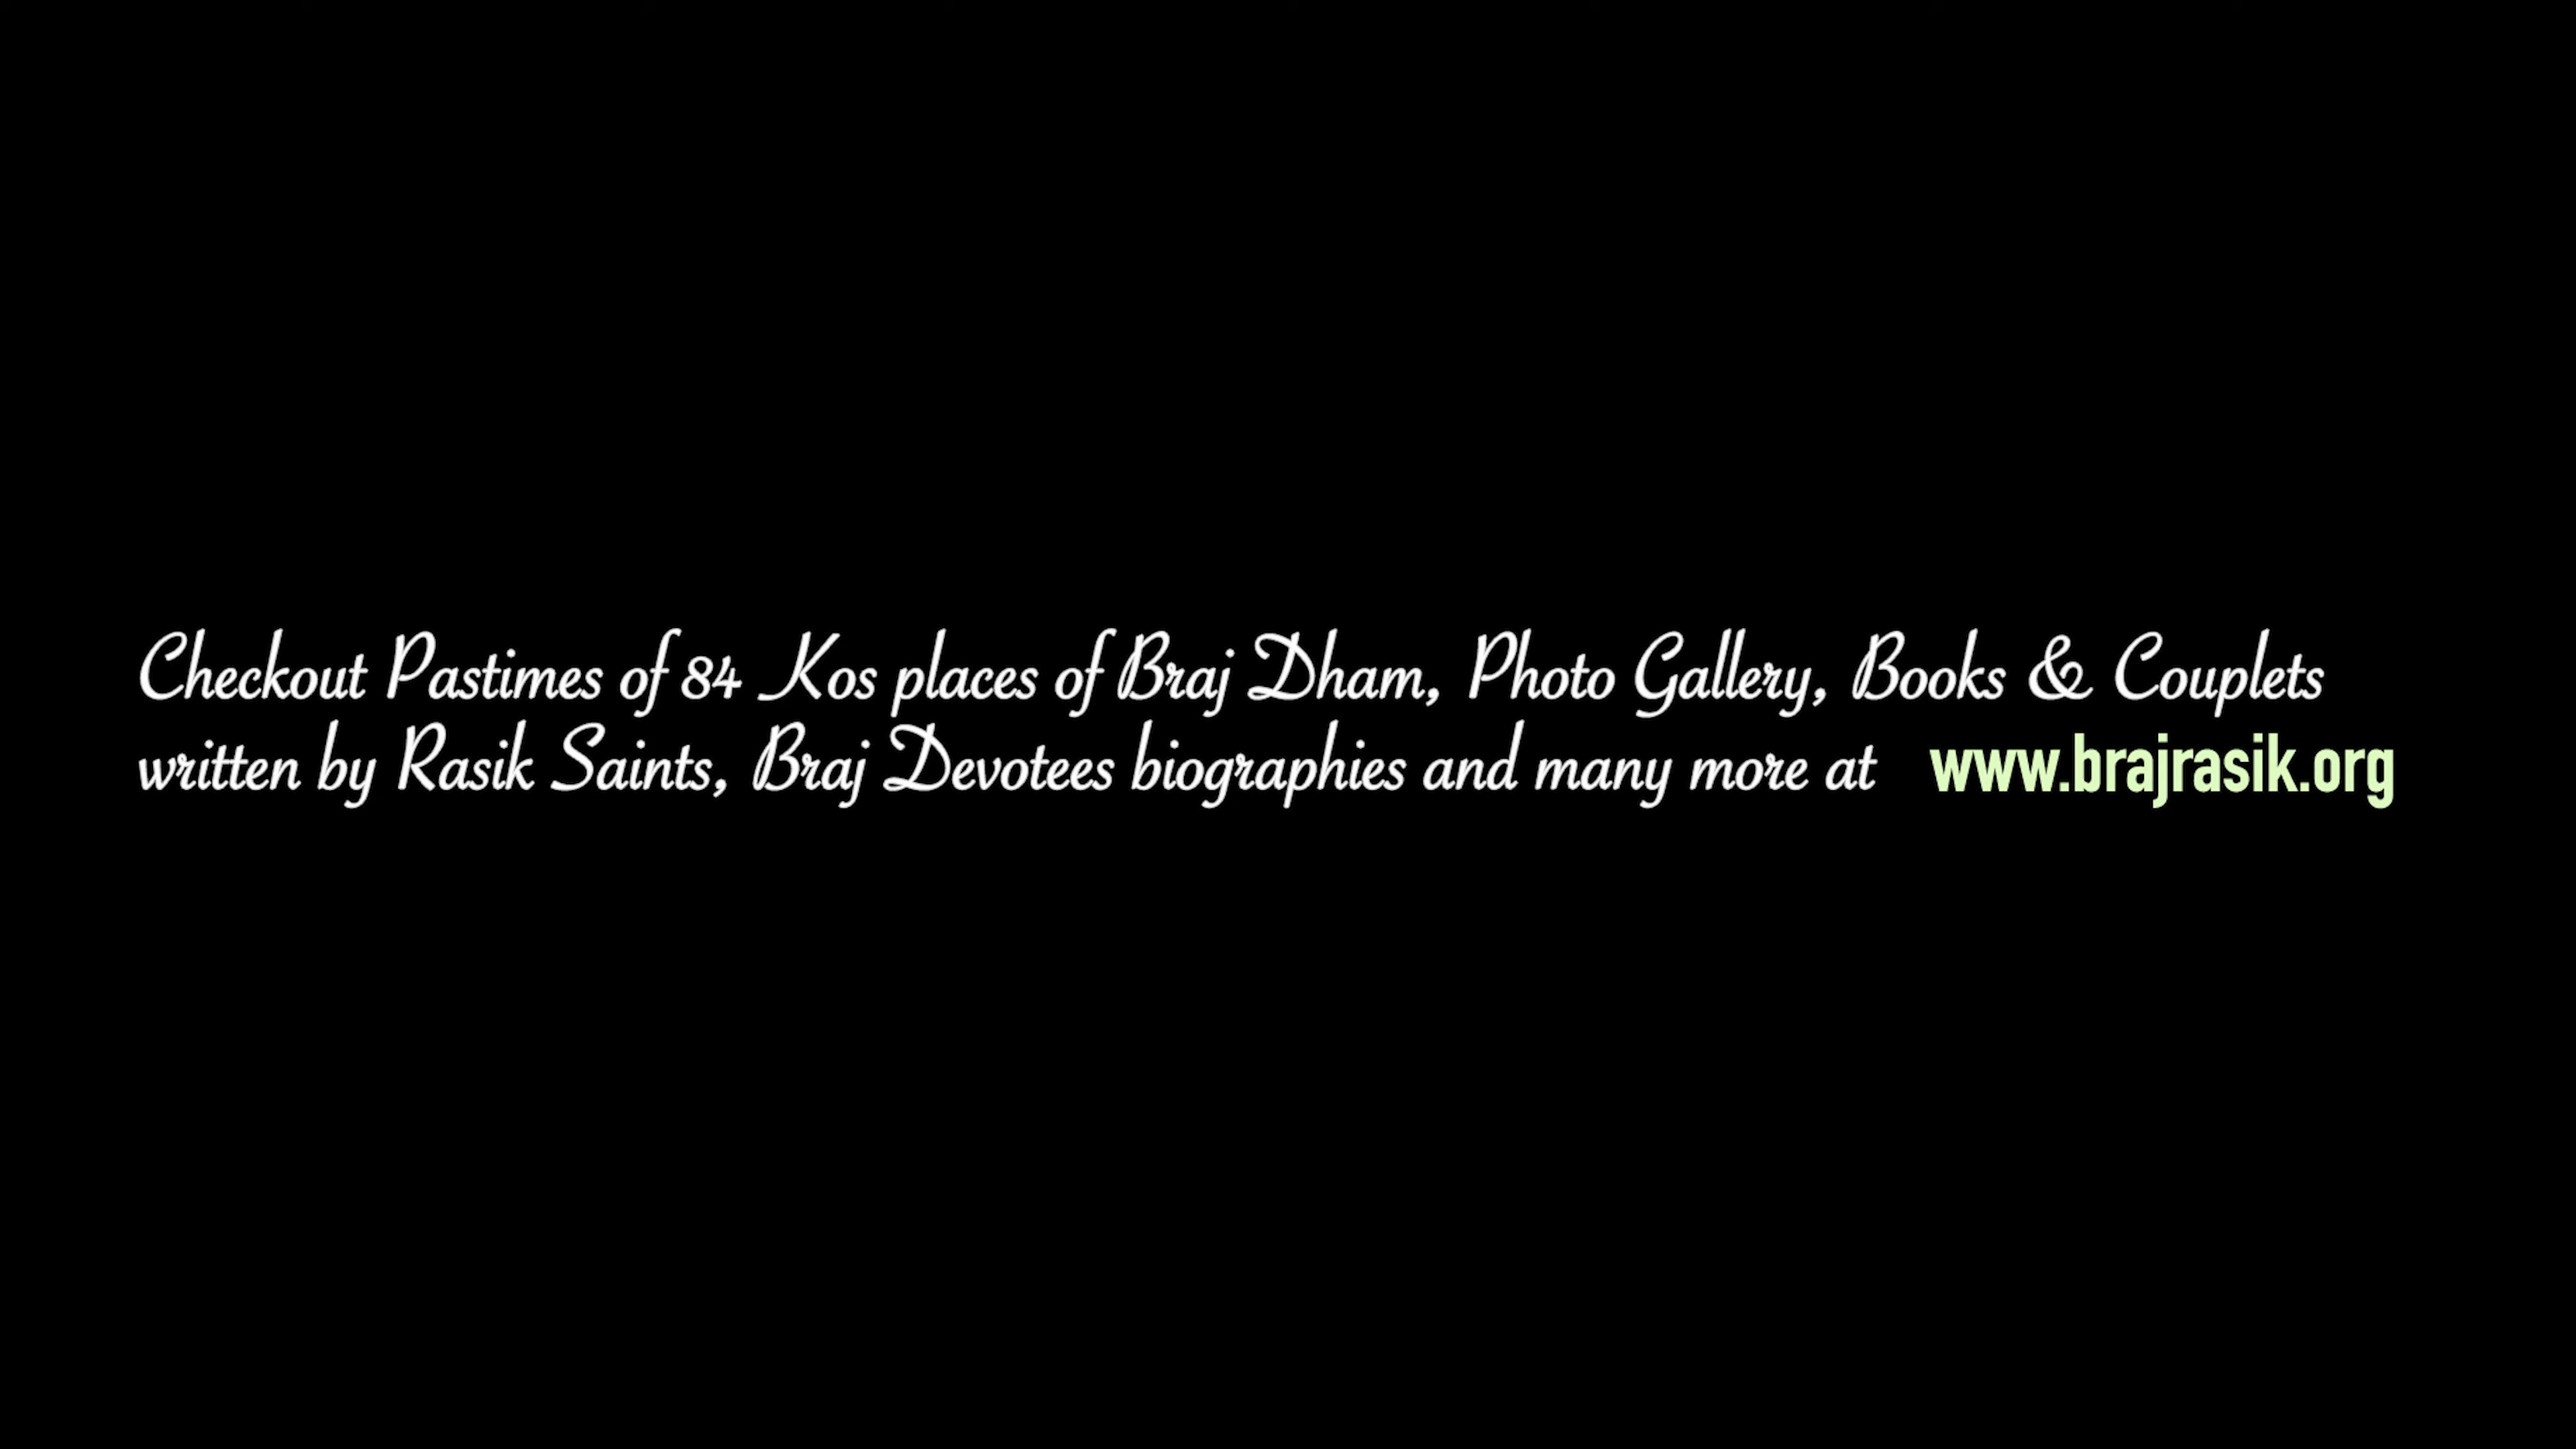 Checkout Pastimes of 84 Kos places of Braj Dham, Photo Gallery, Books & Couplets
written by Rasik Saints, Braj Devotees biographies and many more at www.brajrasik.org